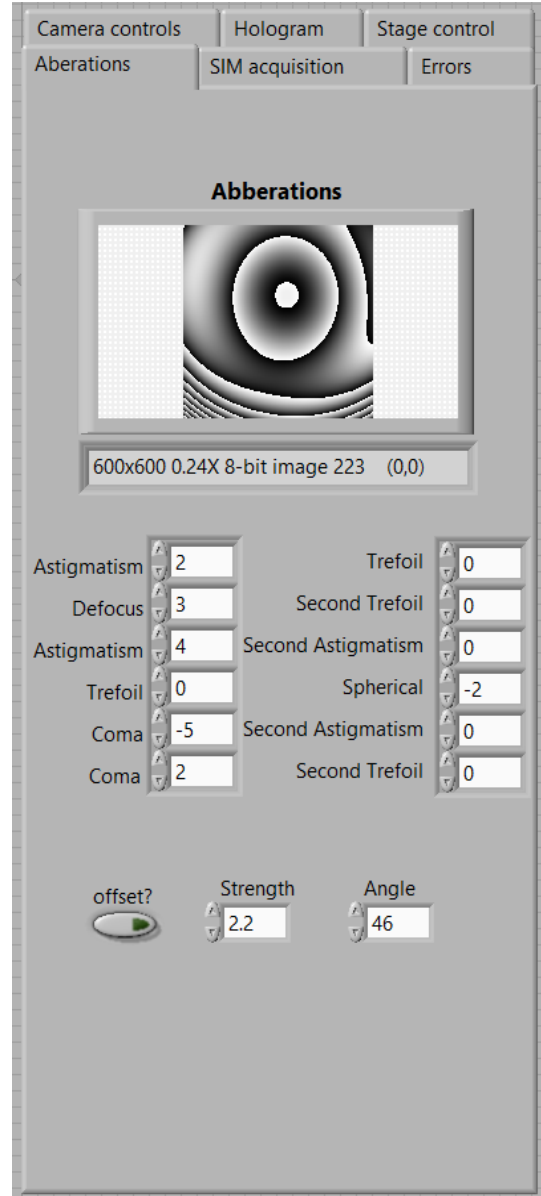 Camera controls Hologram Stage control
Aberations SIM acquisition Errors
Abberations
600x600 0.24X 8-bit image 223 (0,0)
Astigmatism 2 Trefoil 0
Defocus 3 Second Trefoil 0
Astigmatism 4 Second Astigmatism 0
Trefoil 0 Spherical -2
Coma -5 Second Astigmatism 0
Coma 2 Second Trefoil 0
offset? Strength Angle
2.2 46